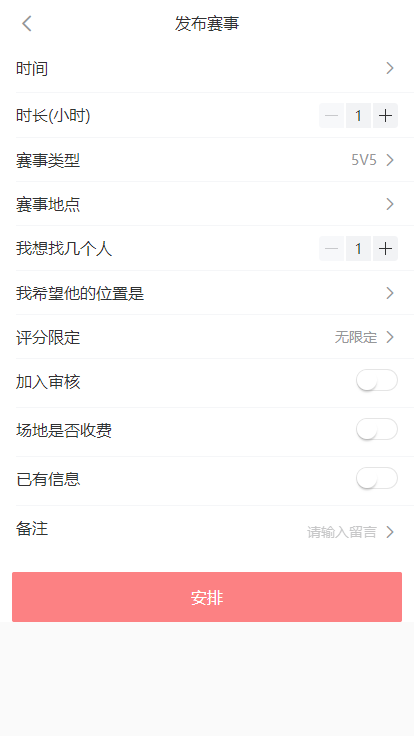 发布赛事
时间
时长(小时) 1
赛事类型 5V5
赛事地点
我想找几个人 1
我希望他的位置是
评分限定 无限定
加入审核
场地是否收费
已有信息
备注 请输入留言
安排